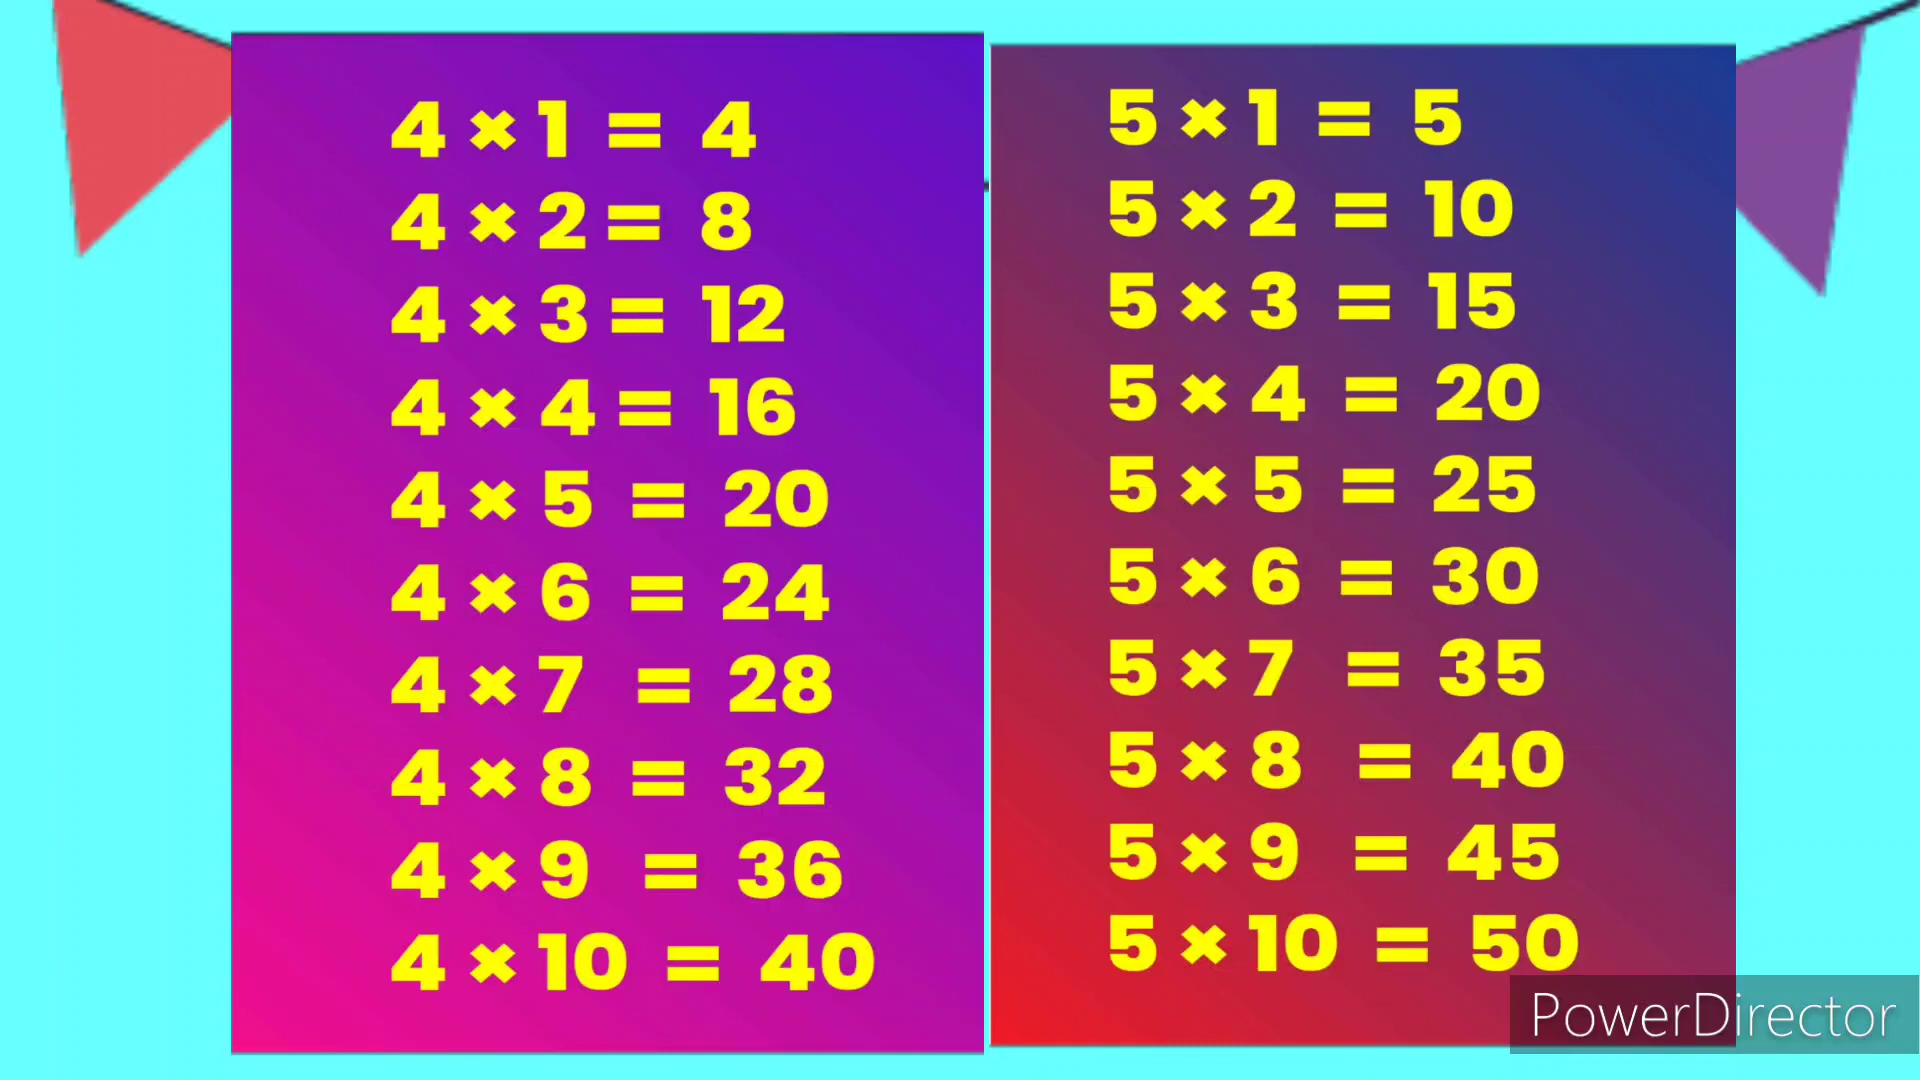 4 × 1 = 4
4 × 2 = 8
4 × 3 = 12
4 × 4 = 16
4 × 5 = 20
4 × 6 = 24
4 × 7 = 28
4 × 8 = 32
4 × 9 = 36
4 × 10 = 40
5 × 1 = 5
5 × 2 = 10
5 × 3 = 15
5 × 4 = 20
5 × 5 = 25
5 × 6 = 30
5 × 7 = 35
5 × 8 = 40
5 × 9 = 45
5 × 10 = 50
PowerDirector